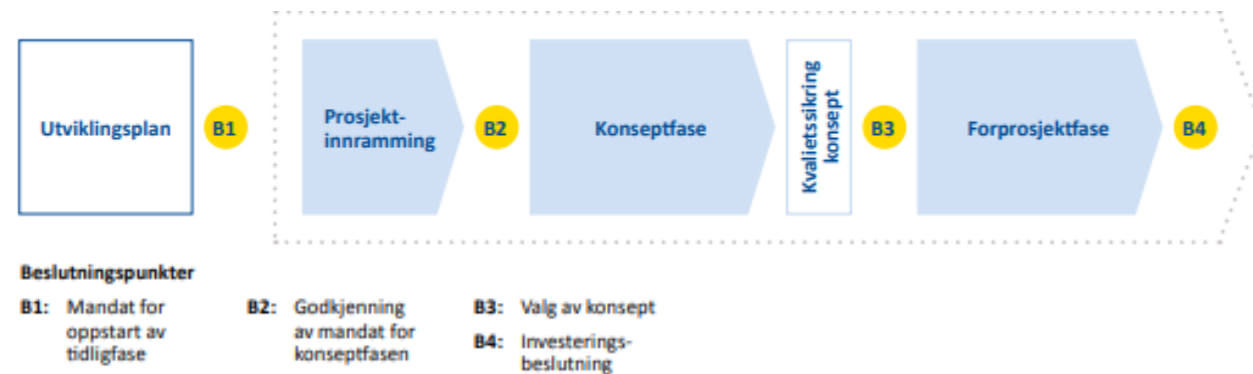 Utviklingsplan
B1
Prosjekt-
innramming
B2
Konseptfase
Kvalietssikring
konsept
B3
Forprosjektfase
B4
Beslutningspunkter
B1: Mandat for
oppstart av
tidligfase
B2: Godkjenning
av mandat for
konseptfasen
B3: Valg av konsept
B4: Investerings-
beslutning